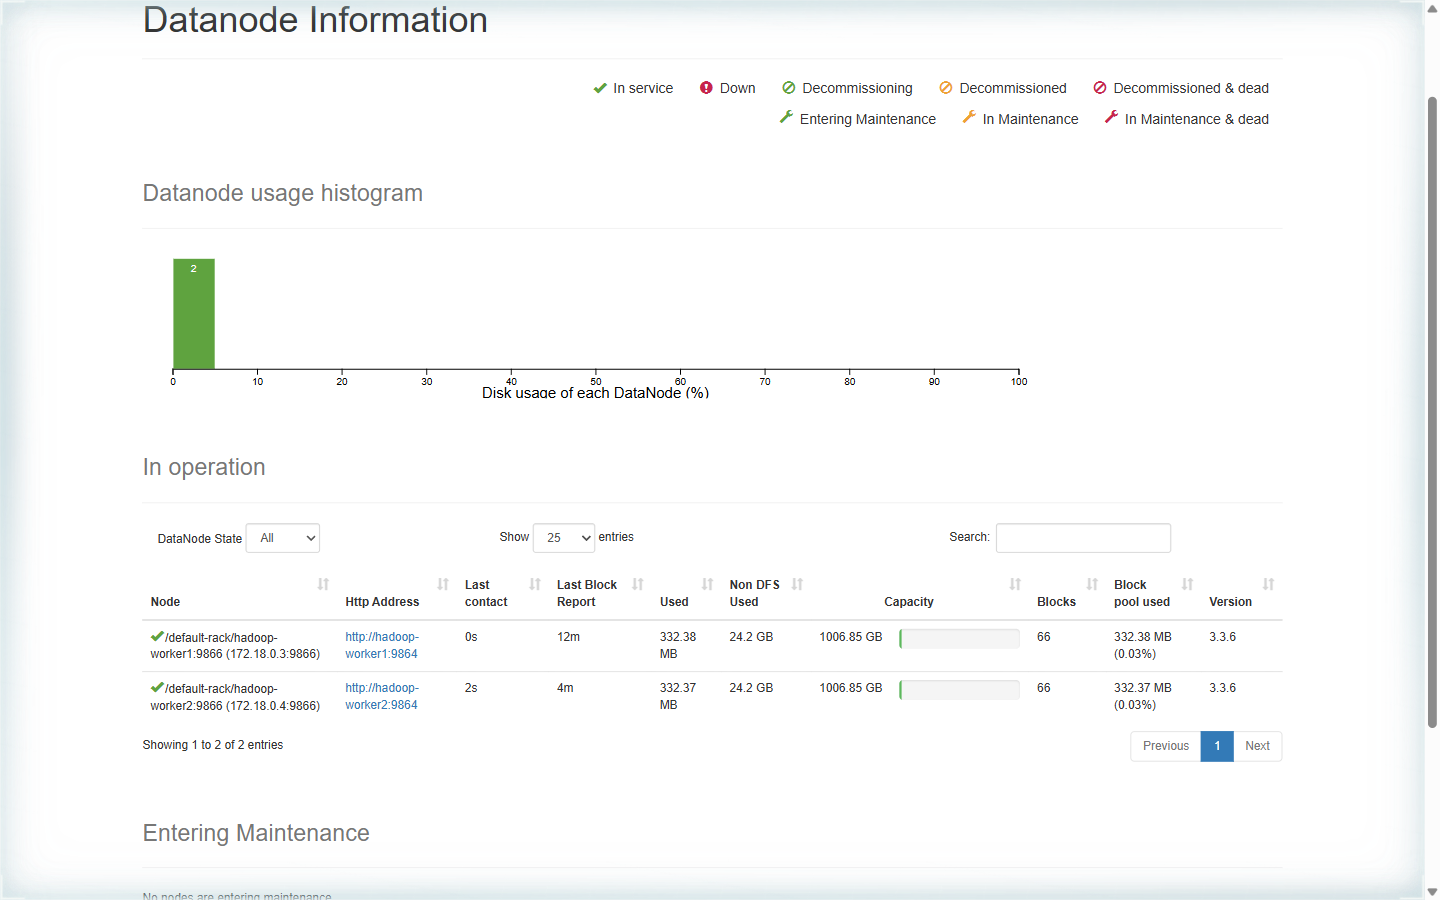 Datanode Information
In service Down Decommissioning Decommissioned Decommissioned & dead
Entering Maintenance In Maintenance In Maintenance & dead
Datanode usage histogram
2
0 10 20 30 40 50 60 70 80 90 100
Disk usage of each DataNode (%)
In operation
DataNode State All Show 25 entries Search:
Node Http Address Last contact Last Block Report Used Non DFS Used Capacity Blocks Block pool used Version
/default-rack/hadoop- http://hadoop- 0s 12m 332.38 24.2 GB 1006.85 GB 66 332.38 MB 3.3.6
worker1:9866 (172.18.0.3:9866) worker1:9864 MB (0.03%)
/default-rack/hadoop- http://hadoop- 2s 4m 332.37 24.2 GB 1006.85 GB 66 332.37 MB 3.3.6
worker2:9866 (172.18.0.4:9866) worker2:9864 MB (0.03%)
Showing 1 to 2 of 2 entries Previous 1 Next
Entering Maintenance
No nodes are entering maintenance